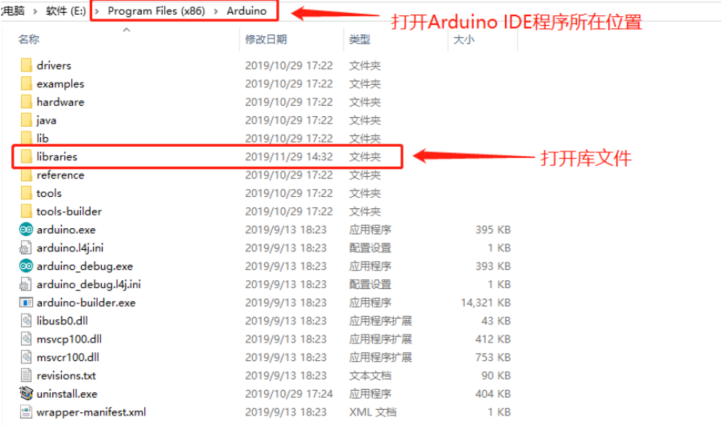 电脑 > 软件 (E:) > Program Files (x86) > Arduino
打开Arduino IDE程序所在位置
名称 修改日期 类型 大小
drivers 2019/10/29 17:22 文件夹
examples 2019/10/29 17:22 文件夹
hardware 2019/10/29 17:22 文件夹
java 2019/10/29 17:22 文件夹
lib 2019/10/29 17:22 文件夹
libraries 2019/11/29 14:32 文件夹
打开库文件
reference 2019/10/29 17:22 文件夹
tools 2019/10/29 17:22 文件夹
tools-builder 2019/10/29 17:22 文件夹
arduino.exe 2019/9/13 18:23 应用程序 395 KB
arduino.l4j.ini 2019/9/13 18:23 配置设置 1 KB
arduino_debug.exe 2019/9/13 18:23 应用程序 393 KB
arduino_debug.l4j.ini 2019/9/13 18:23 配置设置 1 KB
arduino-builder.exe 2019/9/13 18:23 应用程序 14,321 KB
libusb0.dll 2019/9/13 18:23 应用程序扩展 43 KB
msvcp100.dll 2019/9/13 18:23 应用程序扩展 412 KB
msvcr100.dll 2019/9/13 18:23 应用程序扩展 753 KB
revisions.txt 2019/9/13 18:23 文本文档 90 KB
uninstall.exe 2019/10/29 17:24 应用程序 404 KB
wrapper-manifest.xml 2019/9/13 18:23 XML 文档 1 KB